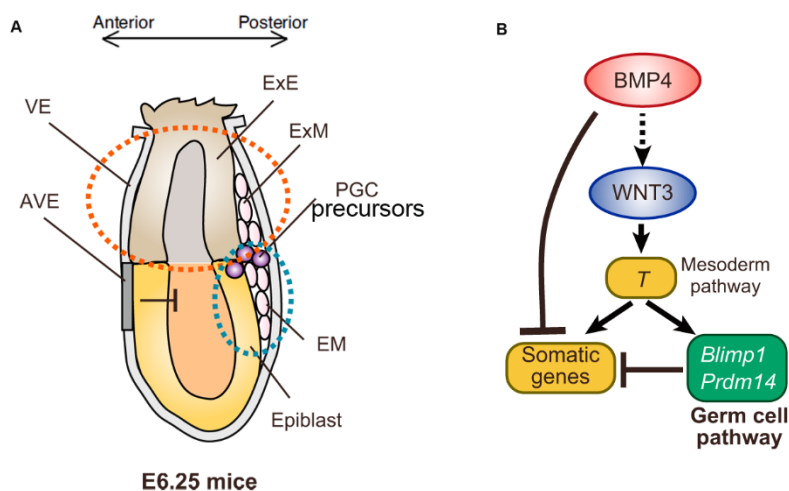 A
Anterior
Posterior
VE
ExE
ExM
AVE
PGC
precursors
EM
Epiblast
E6.25 mice
B
BMP4
WNT3
T
Mesoderm
pathway
Somatic
genes
Blimp1
Prdm14
Germ cell
pathway